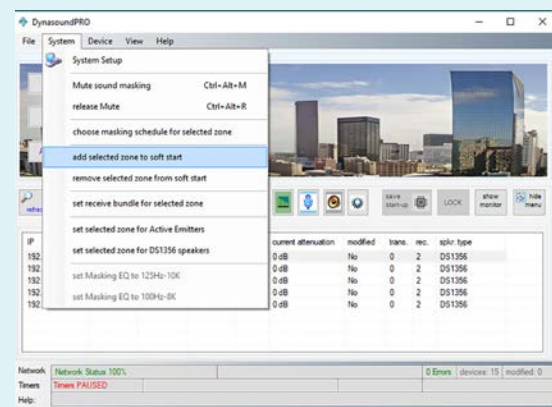 DynasoundPRO
File System Device View Help
System Setup
Mute sound masking Ctrl+Alt+M
release Mute Ctrl+Alt+R
choose masking schedule for selected zone
add selected zone to soft start
remove selected zone from soft start
set receive bundle for selected zone
set selected zone for Active Emitters
set selected zone for DS1356 speakers
set Masking EQ to 125Hz-10K
set Masking EQ to 100Hz-8K
save start-up LOCK show monitor hide menu
IP current attenuation modified trans. rec. spkr. type
192. 0 dB No 0 2 DS1356
192. 0 dB No 0 2 DS1356
192. 0 dB No 0 2 DS1356
192. 0 dB No 0 2 DS1356
192. 0 dB No 0 2 DS1356
Network Network Status 100% 0 Errors devices: 15 modified: 0
Timers Timers PAUSED
Help: